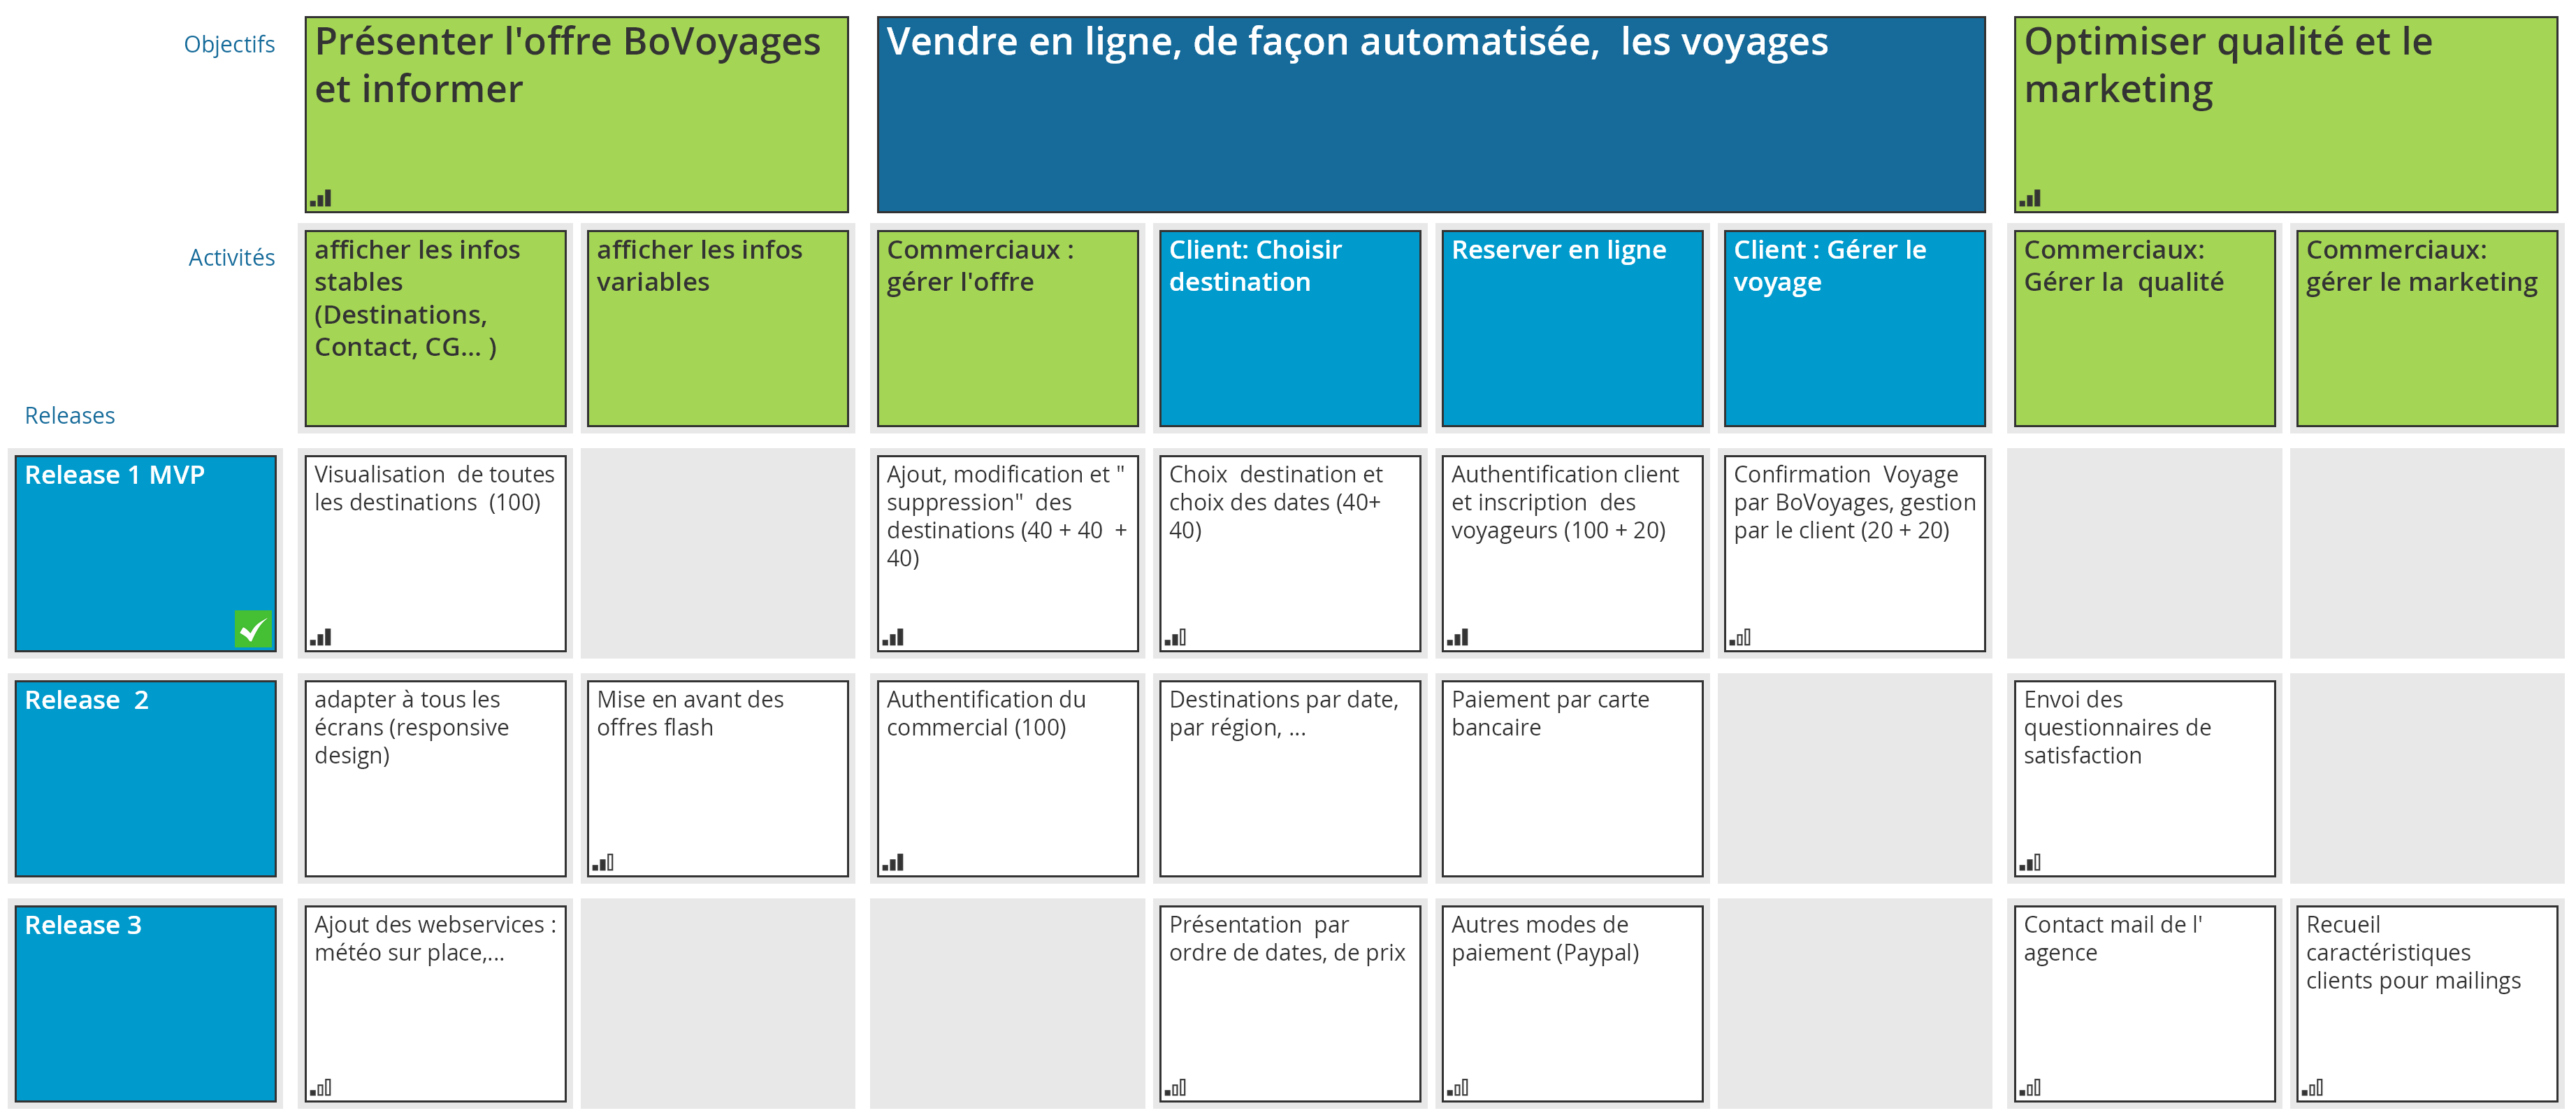 Objectifs
Présenter l'offre BoVoyages
et informer
Vendre en ligne, de façon automatisée,  les voyages
Optimiser qualité et le
marketing
Activités
afficher les infos
stables
(Destinations,
Contact, CG... )
afficher les infos
variables
Commerciaux :
gérer l'offre
Client: Choisir
destination
Reserver en ligne
Client : Gérer le
voyage
Commerciaux:
Gérer la  qualité
Commerciaux:
gérer le marketing
Releases
Release 1 MVP
Visualisation  de toutes
les destinations  (100)
Ajout, modification et "
suppression"  des
destinations (40 + 40  +
40)
Choix  destination et
choix des dates (40+
40)
Authentification client
et inscription  des
voyageurs (100 + 20)
Confirmation  Voyage
par BoVoyages, gestion
par le client (20 + 20)
Release  2
adapter à tous les
écrans (responsive
design)
Mise en avant des
offres flash
Authentification du
commercial (100)
Destinations par date,
par région, ...
Paiement par carte
bancaire
Envoi des
questionnaires de
satisfaction
Release 3
Ajout des webservices :
météo sur place,...
Présentation  par
ordre de dates, de prix
Autres modes de
paiement (Paypal)
Contact mail de l'
agence
Recueil
caractéristiques
clients pour mailings